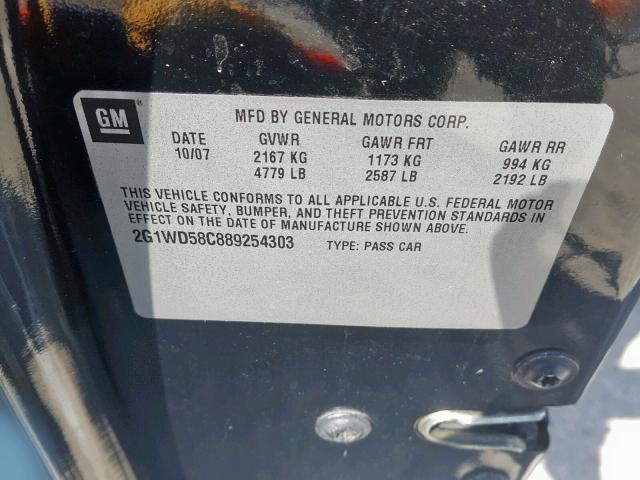 GM
MFD BY GENERAL MOTORS CORP.
DATE GVWR GAWR FRT GAWR RR
10/07 2167 KG 1173 KG 994 KG
4779 LB 2587 LB 2192 LB
THIS VEHICLE CONFORMS TO ALL APPLICABLE U.S. FEDERAL MOTOR
VEHICLE SAFETY, BUMPER, AND THEFT PREVENTION STANDARDS IN
EFFECT ON THE DATE OF MANUFACTURE SHOWN ABOVE.
2G1WD58C889254303 TYPE: PASS CAR